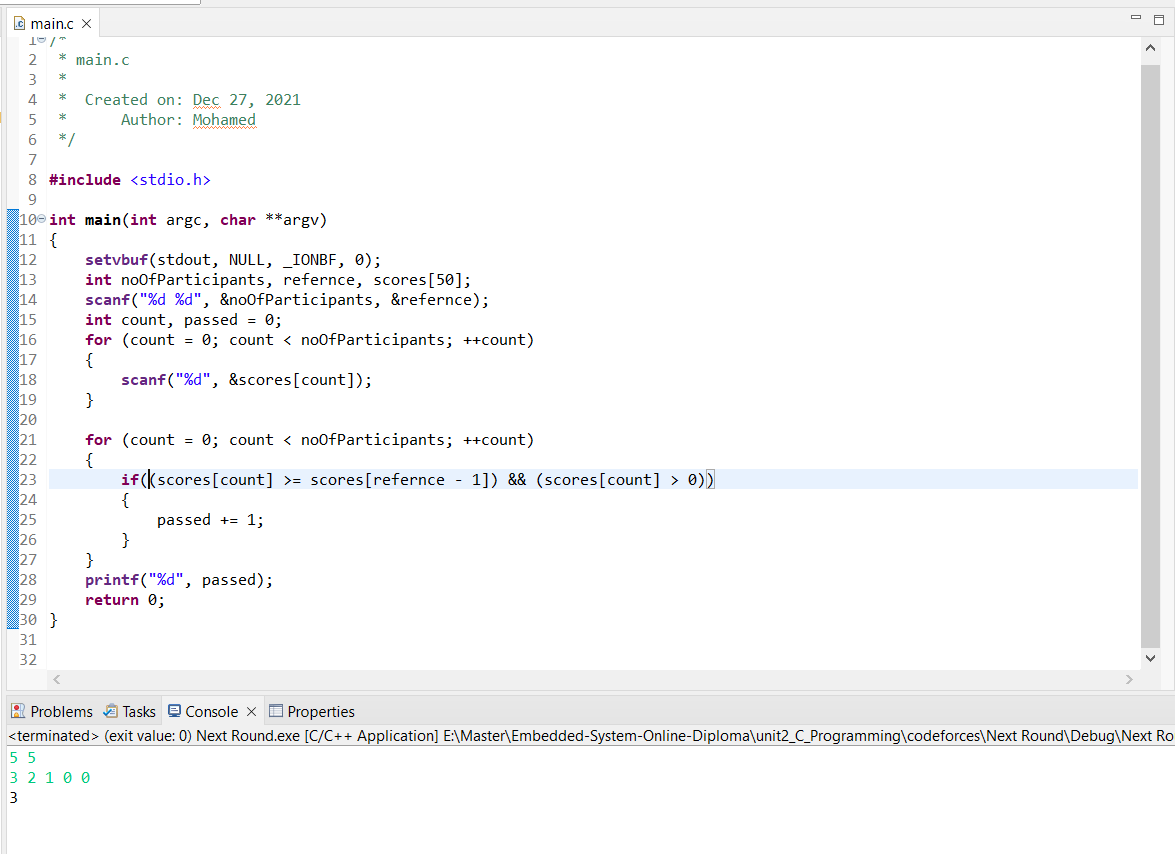 main.c
1 /*
2  * main.c
3  *
4  *  Created on: Dec 27, 2021
5  *      Author: Mohamed
6  */
7
8 #include <stdio.h>
9
10 int main(int argc, char **argv)
11 {
12     setvbuf(stdout, NULL, _IONBF, 0);
13     int noOfParticipants, refernce, scores[50];
14     scanf("%d %d", &noOfParticipants, &refernce);
15     int count, passed = 0;
16     for (count = 0; count < noOfParticipants; ++count)
17     {
18         scanf("%d", &scores[count]);
19     }
20
21     for (count = 0; count < noOfParticipants; ++count)
22     {
23         if((scores[count] >= scores[refernce - 1]) && (scores[count] > 0))
24         {
25             passed += 1;
26         }
27     }
28     printf("%d", passed);
29     return 0;
30 }
31
32
Problems Tasks Console Properties
<terminated> (exit value: 0) Next Round.exe [C/C++ Application] E:\Master\Embedded-System-Online-Diploma\unit2_C_Programming\codeforces\Next Round\Debug\Next Ro
5 5
3 2 1 0 0
3